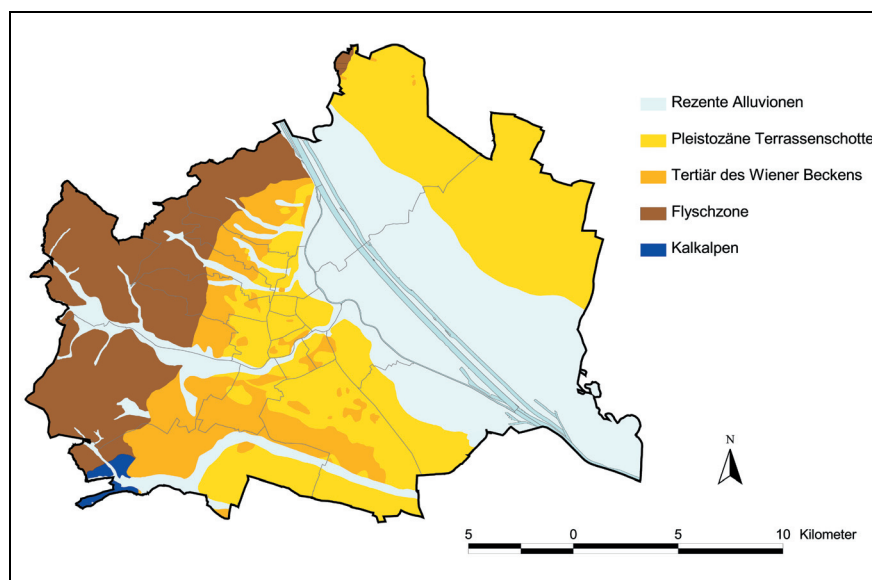 Rezente Alluvionen
Pleistozäne Terrassenschotte
Tertiär des Wiener Beckens
Flyschzone
Kalkalpen
N
5 0 5 10 Kilometer